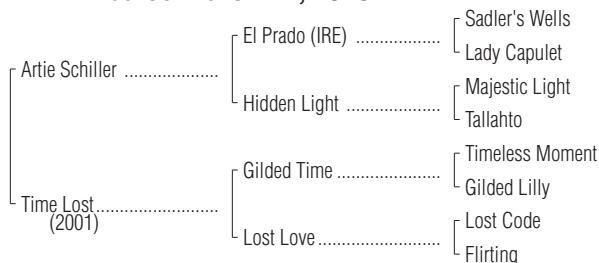 El Prado (IRE) ....................
Sadler's Wells
Lady Capulet
Artie Schiller ....................
Hidden Light ......................
Majestic Light
Tallahto
Gilded Time .......................
Timeless Moment
Gilded Lilly
Time Lost..........................
(2001)
Lost Love..........................
Lost Code
Flirting